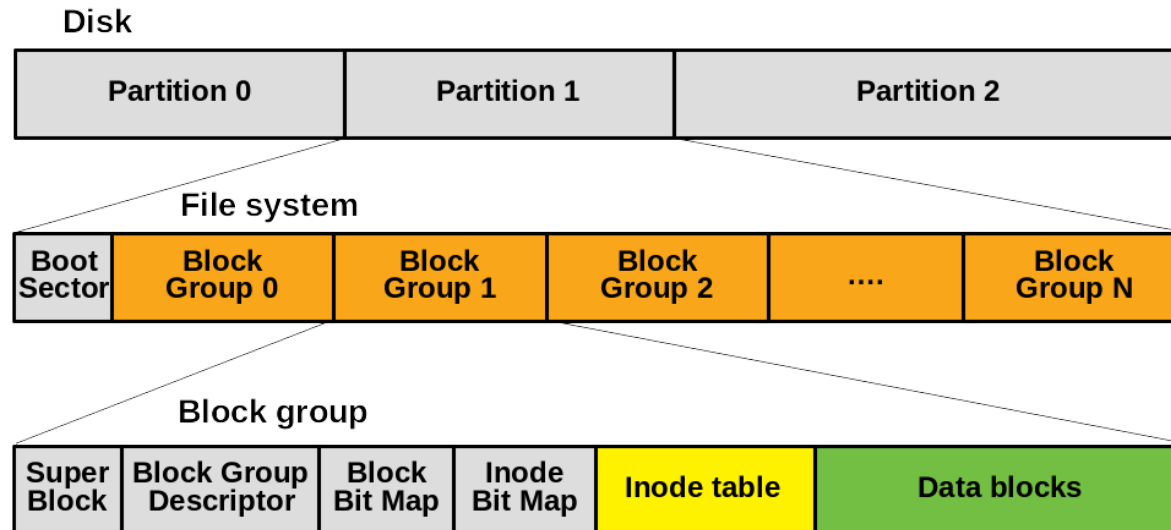 Disk
Partition 0
Partition 1
Partition 2
File system
Boot
Sector
Block
Group 0
Block
Group 1
Block
Group 2
....
Block
Group N
Block group
Super
Block
Block Group
Descriptor
Block
Bit Map
Inode
Bit Map
Inode table
Data blocks